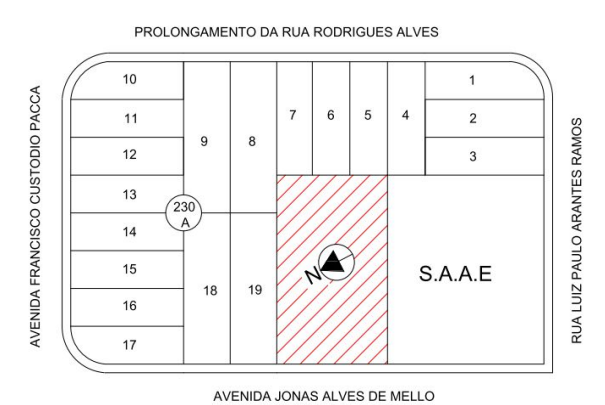 PROLONGAMENTO DA RUA RODRIGUES ALVES
10
1
11
7
6
5
4
2
12
9
8
3
13
230
A
14
AVENIDA FRANCISCO CUSTODIO PACCA
RUA LUIZ PAULO ARANTES RAMOS
15
N
S.A.A.E
18
19
16
17
AVENIDA JONAS ALVES DE MELLO